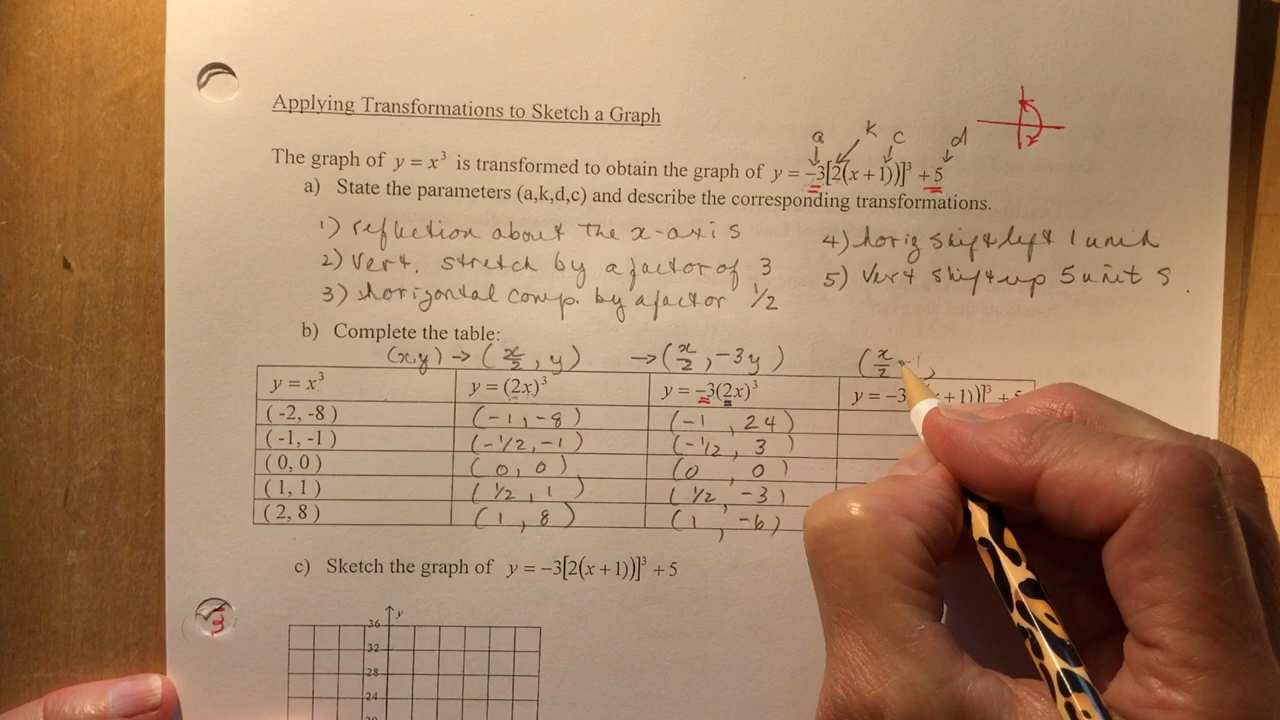 Applying Transformations to Sketch a Graph
a k c d
The graph of y = x³ is transformed to obtain the graph of y = −3[2(x + 1))]³ + 5
a) State the parameters (a,k,d,c) and describe the corresponding transformations.
1) reflection about the x-axis
2) Vert. stretch by a factor of 3
3) horizontal comp. by a factor 1/2
4) horiz shift left 1 unit
5) Vert shift up 5 units.
b) Complete the table:
(x,y) → (x/2, y) → (x/2, -3y) (x/2 -1,
y = x³ y = (2x)³ y = −3(2x)³ y = −3 + 1))]³ + 5
(-2, -8) (-1, -8) (-1, 24)
(-1, -1) (-1/2, -1) (-1/2, 3)
(0, 0) (0, 0) (0 0)
(1, 1) (1/2, 1) (1/2, -3)
(2, 8) (1, 8) (1, -6)
c) Sketch the graph of y = −3[2(x + 1))]³ + 5
3
y
36
32
28
24